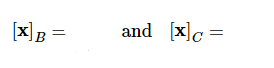 [x]_B = and [x]_C =